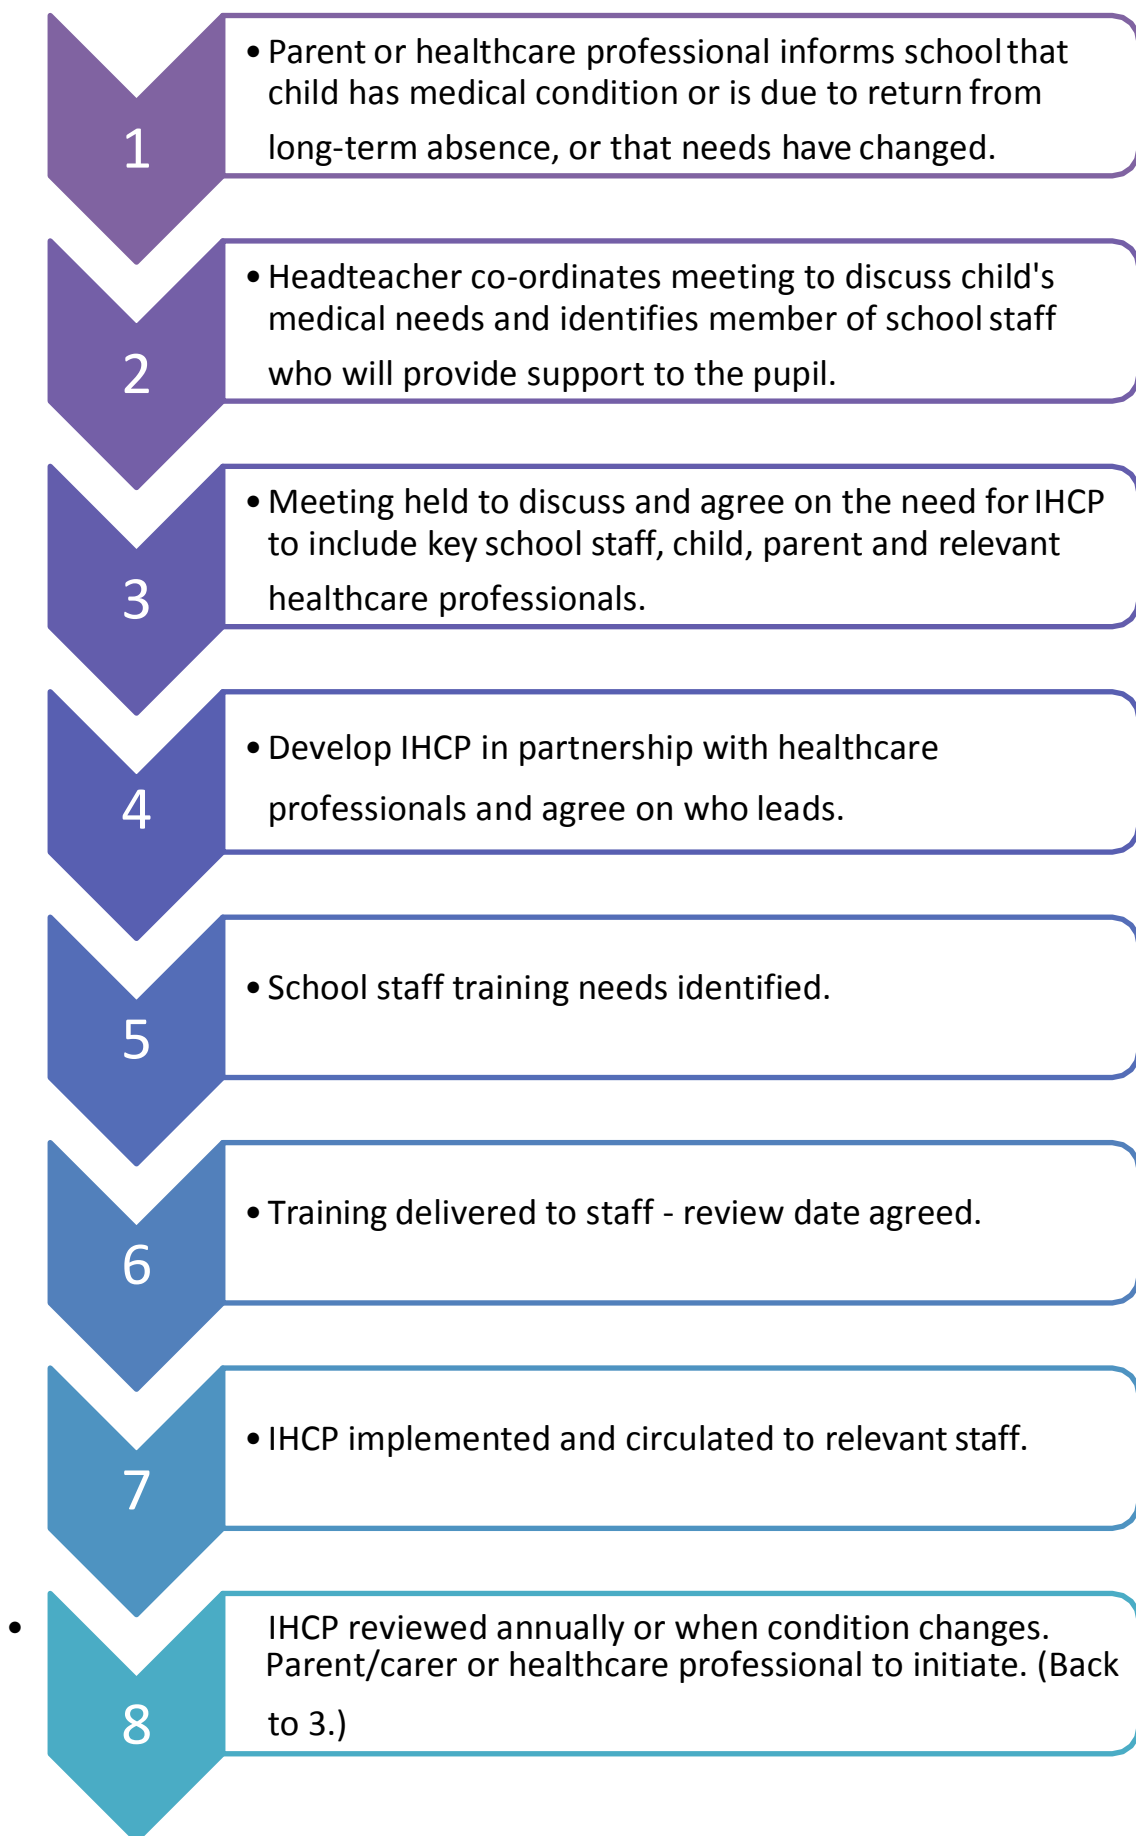 1
• Parent or healthcare professional informs school that
child has medical condition or is due to return from
long-term absence, or that needs have changed.
2
• Headteacher co-ordinates meeting to discuss child's
medical needs and identifies member of school staff
who will provide support to the pupil.
3
• Meeting held to discuss and agree on the need for IHCP
to include key school staff, child, parent and relevant
healthcare professionals.
4
• Develop IHCP in partnership with healthcare
professionals and agree on who leads.
5
• School staff training needs identified.
6
• Training delivered to staff - review date agreed.
7
• IHCP implemented and circulated to relevant staff.
8
• IHCP reviewed annually or when condition changes.
Parent/carer or healthcare professional to initiate. (Back
to 3.)